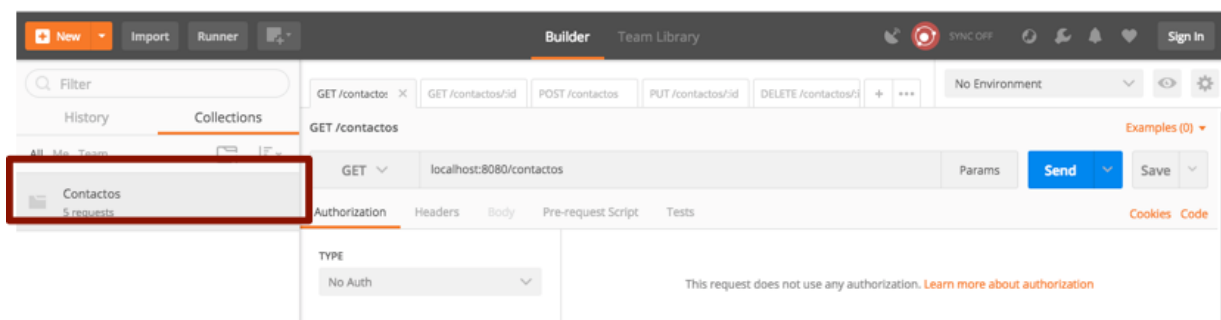 New Import Runner Builder Team Library SYNC OFF Sign In
Filter
History Collections
All Me Team
Contactos
5 requests
GET /contactos GET /contactos/:id POST /contactos PUT /contactos/:id DELETE /contactos/:i + •••
No Environment
GET /contactos Examples (0)
GET localhost:8080/contactos Params Send Save
Authorization Headers Body Pre-request Script Tests Cookies Code
TYPE
No Auth
This request does not use any authorization. Learn more about authorization